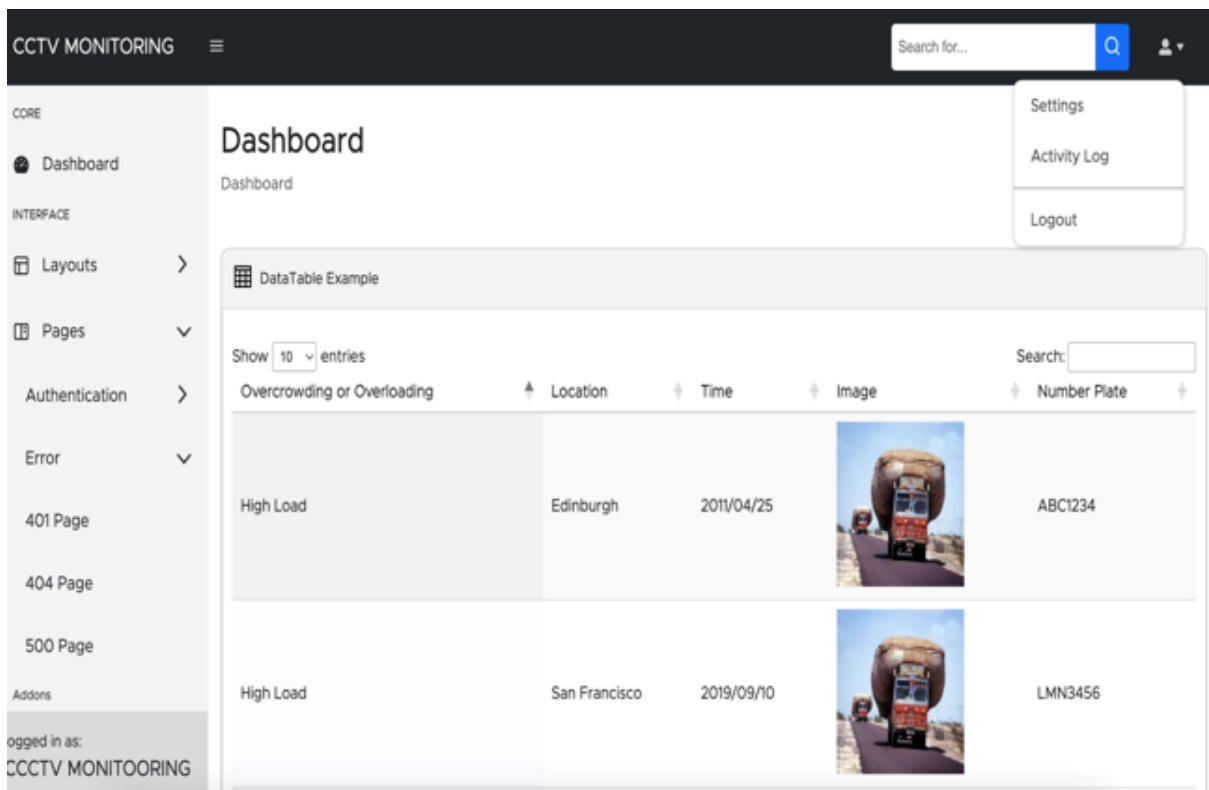 CCTV MONITORING
Search for...
Settings
Activity Log
Logout
CORE
Dashboard
INTERFACE
Layouts
Pages
Authentication
Error
401 Page
404 Page
500 Page
Addons
ogged in as:
CCCTV MONITOORING
Dashboard
Dashboard
DataTable Example
Show 10 entries
Search:
Overcrowding or Overloading Location Time Image Number Plate
High Load Edinburgh 2011/04/25 ABC1234
High Load San Francisco 2019/09/10 LMN3456